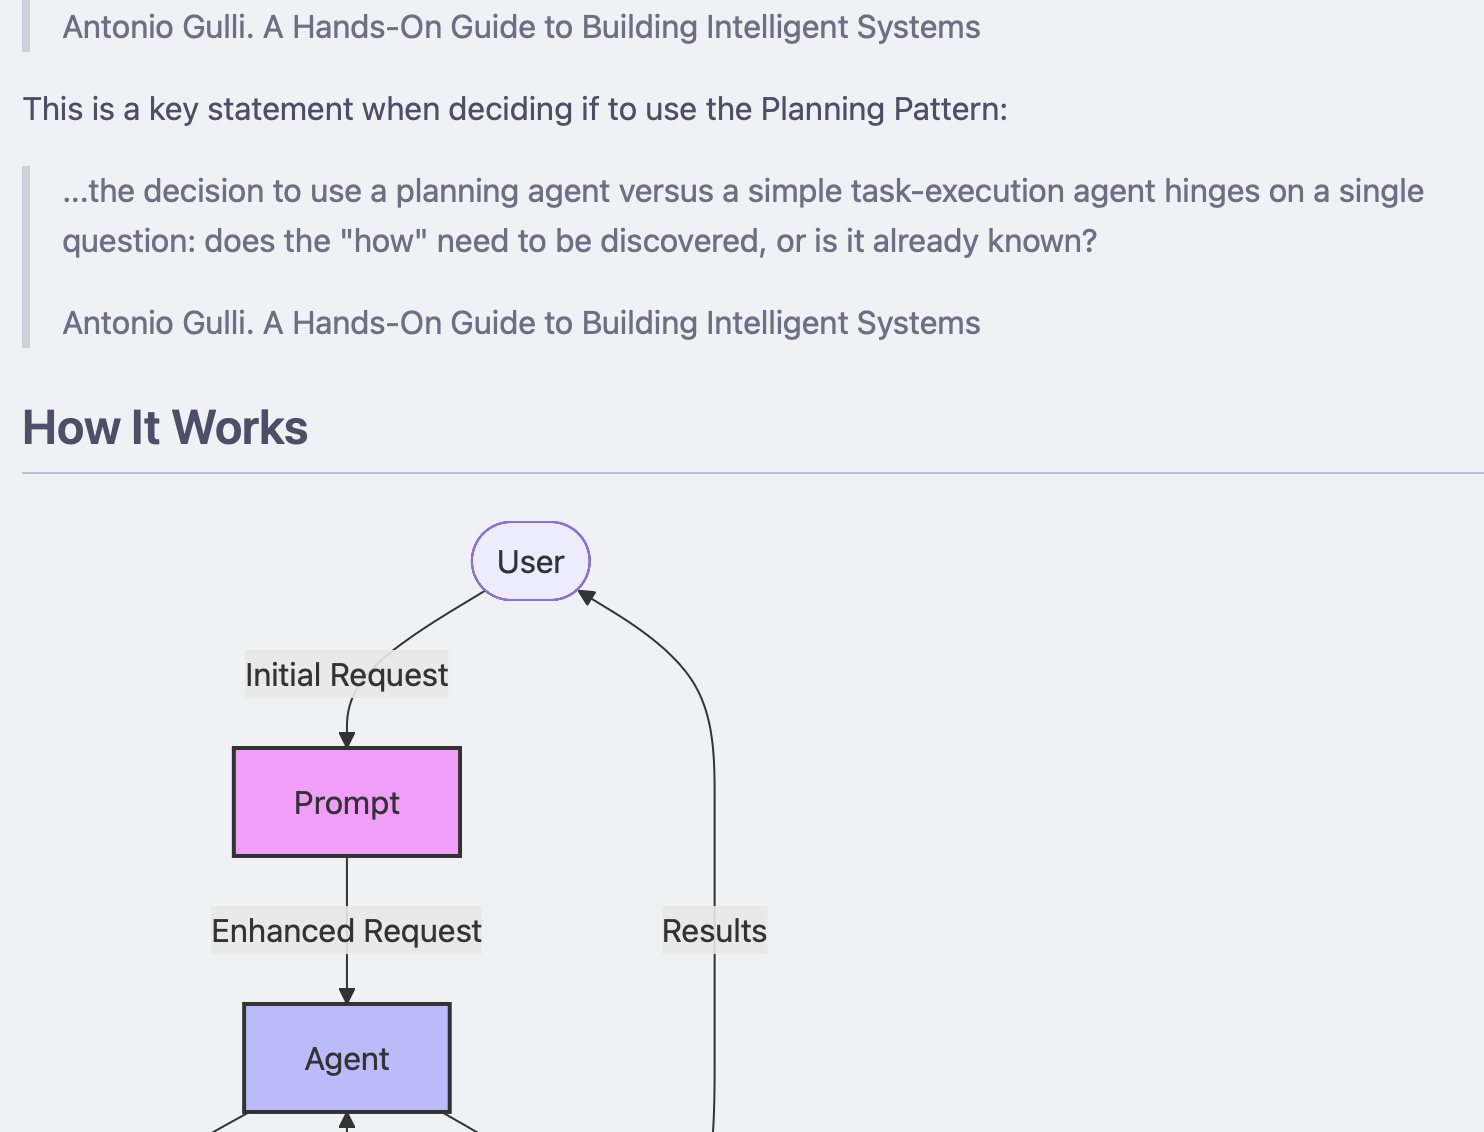 Antonio Gulli. A Hands-On Guide to Building Intelligent Systems
This is a key statement when deciding if to use the Planning Pattern:
...the decision to use a planning agent versus a simple task-execution agent hinges on a single
question: does the "how" need to be discovered, or is it already known?
Antonio Gulli. A Hands-On Guide to Building Intelligent Systems
How It Works
User
Initial Request
Prompt
Enhanced Request
Results
Agent